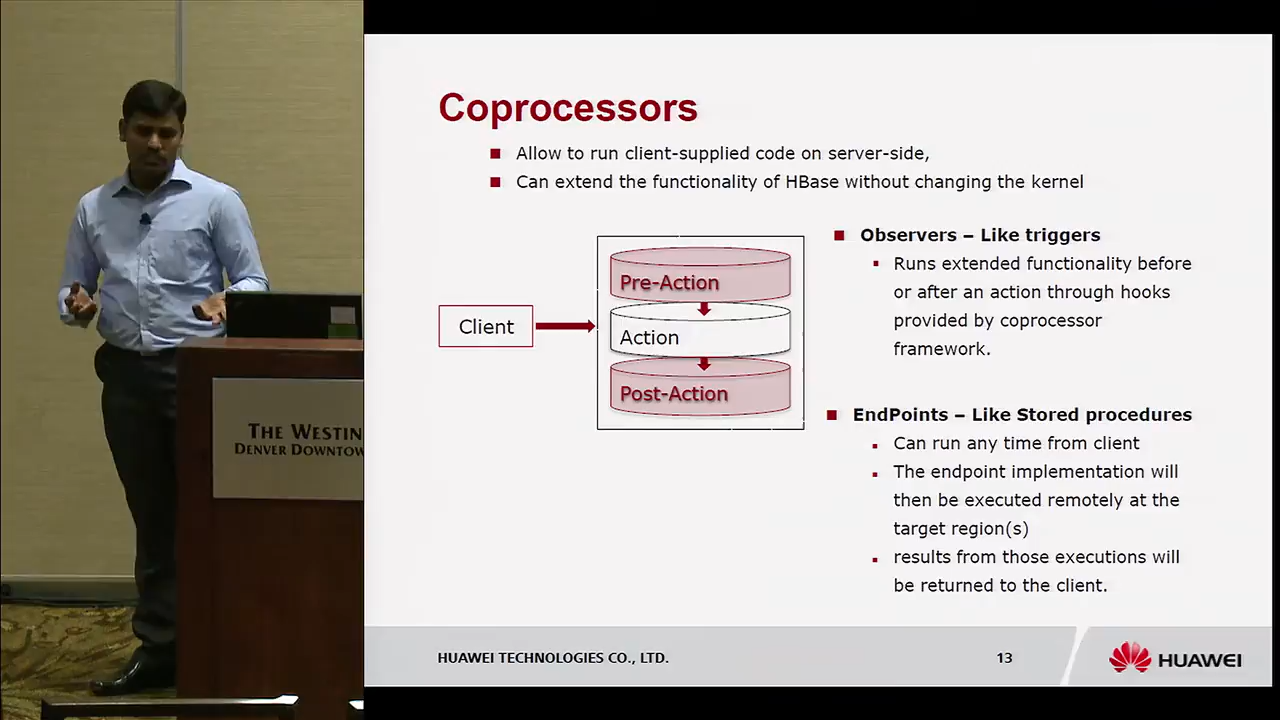 Coprocessors
Allow to run client-supplied code on server-side,
Can extend the functionality of HBase without changing the kernel
Observers – Like triggers
Runs extended functionality before
or after an action through hooks
provided by coprocessor
framework.
Client
Pre-Action
Action
Post-Action
EndPoints – Like Stored procedures
Can run any time from client
The endpoint implementation will
then be executed remotely at the
target region(s)
results from those executions will
be returned to the client.
THE WESTIN
DENVER DOWNTOW
HUAWEI TECHNOLOGIES CO., LTD.
13
HUAWEI